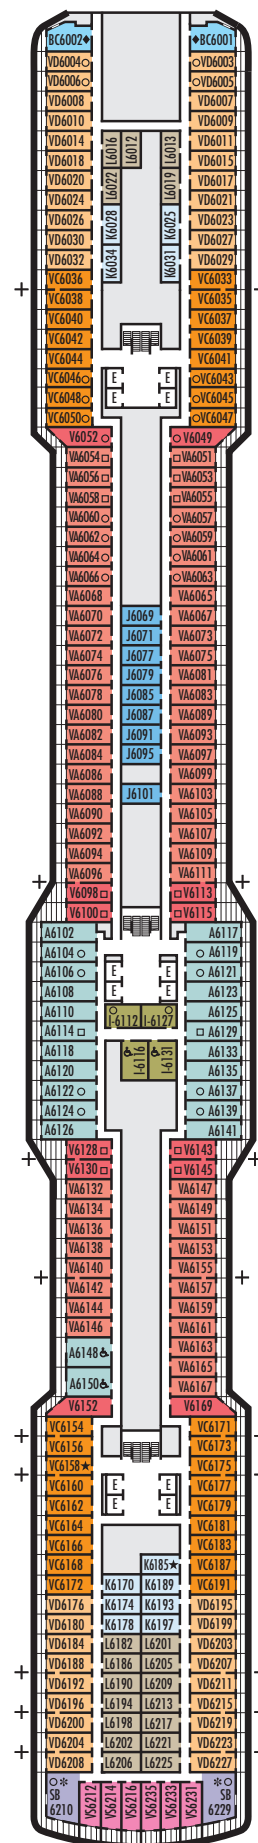 BC6002♦ ♦BC6001
VD6004○ ○VD6003
VD6006○ ○VD6005
VD6008 VD6007
VD6010 VD6009
VD6014 L6016 L6012 L6013 VD6011
VD6018 VD6015
VD6020 L6022 L6019 VD6017
VD6024 VD6021
VD6026 K6028 K6025 VD6023
VD6030 VD6027
VD6032 K6034 K6031 VD6029
VC6036 VC6033
VC6038 VC6035
VC6040 VC6037
VC6042 VC6039
VC6044 VC6041
VC6046○ E E ○VC6043
VC6048○ E E ○VC6045
VC6050○ ○VC6047
V6052○ ○V6049
VA6054□ □VA6051
VA6056□ □VA6053
VA6058□ □VA6055
VA6060○ ○VA6057
VA6062○ ○VA6059
VA6064○ ○VA6061
VA6066○ ○VA6063
VA6068 VA6065
VA6070 J6069 VA6067
VA6072 J6071 VA6073
VA6074 J6077 VA6075
VA6076 J6079 VA6081
VA6078 J6085 VA6083
VA6080 J6087 VA6089
VA6082 J6091 VA6093
VA6084 J6095 VA6097
VA6086 VA6099
VA6088 J6101 VA6103
VA6090 VA6105
VA6092 VA6107
VA6094 VA6109
VA6096 VA6111
V6098□ □V6113
V6100□ □V6115
A6102 A6117
A6104○ ○A6119
A6106○ E E ○A6121
A6108 E E A6123
A6110 I-6112 I-6127 A6125
A6114□ □A6129
A6118 I-6116 I-6131 A6133
A6120 A6135
A6122○ ○A6137
A6124○ ○A6139
A6126 A6141
V6128□ □V6143
V6130□ □V6145
VA6132 VA6147
VA6134 VA6149
VA6136 VA6151
VA6138 VA6153
VA6140 VA6155
VA6142 VA6157
VA6144 VA6159
VA6146 VA6161
A6148♿ VA6163
VA6165
A6150♿ VA6167
V6152 V6169
VC6154 VC6171
VC6156 VC6173
VC6158★ VC6175
VC6160 E E VC6177
VC6162 E E VC6179
VC6164 VC6181
VC6166 VC6183
VC6168 K6185★ VC6187
VC6172 K6170 K6189 VC6191
VD6176 K6174 K6193 VD6195
VD6180 K6178 K6197 VD6199
VD6184 L6182 L6201 VD6203
VD6188 L6186 L6205 VD6207
VD6192 L6190 L6209 VD6211
VD6196 L6194 L6213 VD6215
VD6200 L6198 L6217 VD6219
VD6204 L6202 L6221 VD6223
VD6208 L6206 L6225 VD6227
○* *○
SB SB
6210 VS6212 VS6214 VS6216 VS6235 VS6233 VS6231 6229